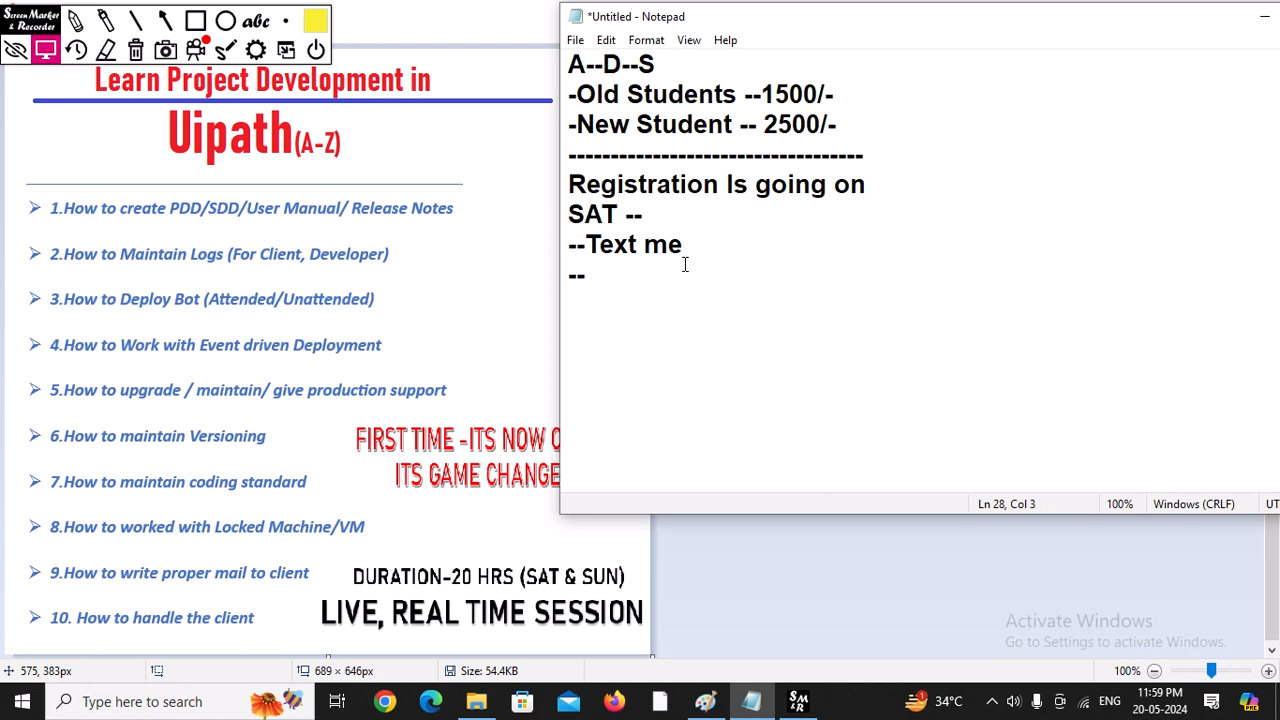 Screen Marker
& Recorder
abc
Learn Project Development in
Uipath(A-Z)
1.How to create PDD/SDD/User Manual/ Release Notes
2.How to Maintain Logs (For Client, Developer)
3.How to Deploy Bot (Attended/Unattended)
4.How to Work with Event driven Deployment
5.How to upgrade / maintain/ give production support
6.How to maintain Versioning
7.How to maintain coding standard
8.How to worked with Locked Machine/VM
9.How to write proper mail to client
10. How to handle the client
FIRST TIME -ITS NOW
ITS GAME CHANGE
DURATION-20 HRS (SAT & SUN)
LIVE, REAL TIME SESSION
*Untitled - Notepad
File Edit Format View Help
A--D--S
-Old Students --1500/-
-New Student -- 2500/-
-----------------------------------
Registration Is going on
SAT --
--Text me
--
Ln 28, Col 3 100% Windows (CRLF) UT
Activate Windows
Go to Settings to activate Windows.
575, 383px 689 × 646px Size: 54.4KB 100%
Type here to search
34°C
ENG
11:59 PM
20-05-2024